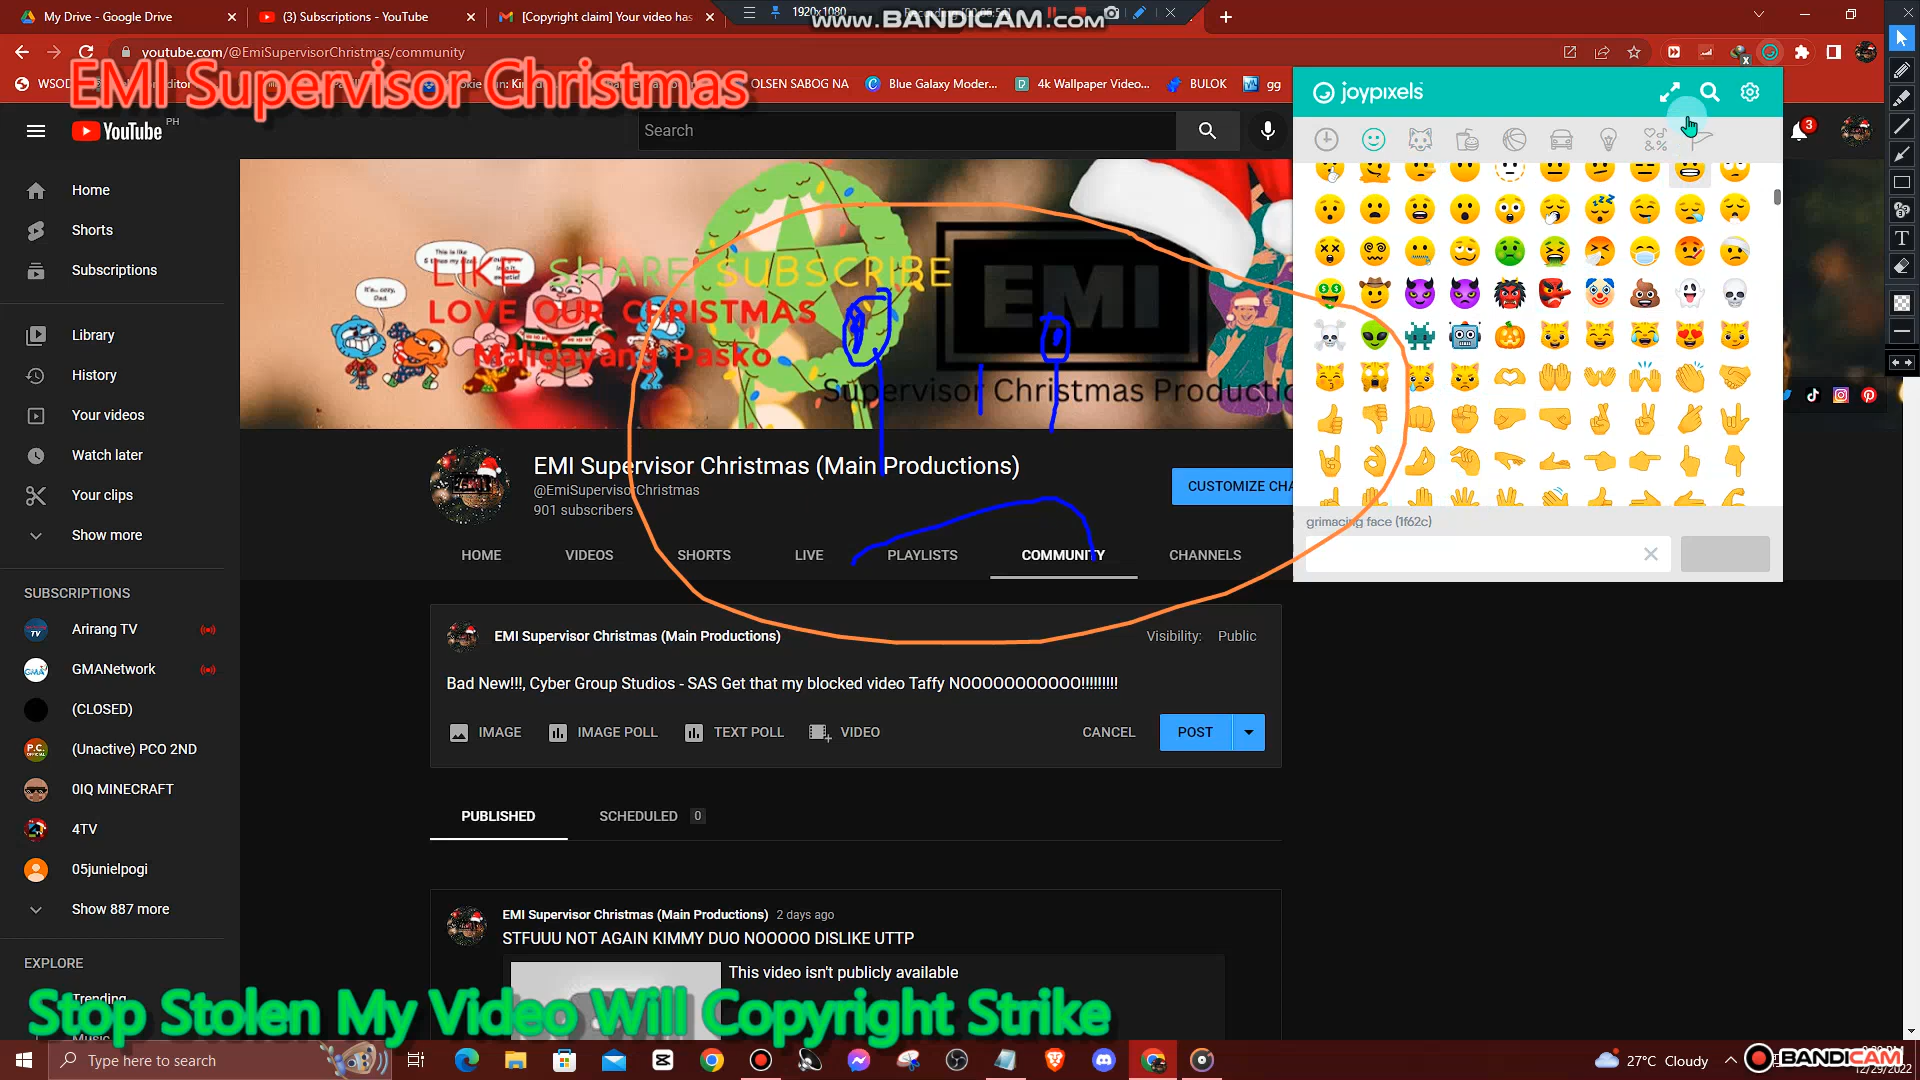 My Drive - Google Drive
(3) Subscriptions - YouTube
[Copyright claim] Your video has
1920x1080
www.BANDICAM.com
youtube.com/@EmiSupervisorChristmas/community
OLSEN SABOG NA
Blue Galaxy Moder...
4k Wallpaper Video...
BULOK
gg
EMI Supervisor Christmas
YouTube PH
Search
3
joypixels
Home
Shorts
Subscriptions
Library
History
Your videos
Watch later
Your clips
Show more
SUBSCRIPTIONS
Arirang TV
GMANetwork
(CLOSED)
(Unactive) PCO 2ND
0IQ MINECRAFT
4TV
05junielpogi
Show 887 more
EXPLORE
Trending
LIKE SHARE SUBSCRIBE
LOVE OUR CHRISTMAS
Maligayang Pasko
EMI
Supervisor Christmas Productio
EMI Supervisor Christmas (Main Productions)
@EmiSupervisorChristmas
901 subscribers
CUSTOMIZE CHA
HOME
VIDEOS
SHORTS
LIVE
PLAYLISTS
COMMUNITY
CHANNELS
grimacing face (1f62c)
EMI Supervisor Christmas (Main Productions)
Visibility: Public
Bad New!!!, Cyber Group Studios - SAS Get that my blocked video Taffy NOOOOOOOOOOO!!!!!!!!!
IMAGE
IMAGE POLL
TEXT POLL
VIDEO
CANCEL
POST
PUBLISHED
SCHEDULED 0
EMI Supervisor Christmas (Main Productions) 2 days ago
STFUUU NOT AGAIN KIMMY DUO NOOOOO DISLIKE UTTP
This video isn't publicly available
Stop Stolen My Video Will Copyright Strike
Type here to search
27°C Cloudy
BANDICAM
12/29/2022